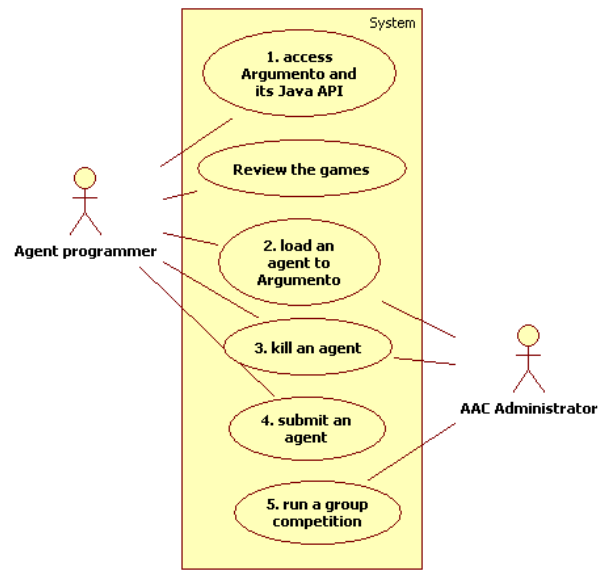 System
1. access
Argumento and
its Java API
Review the games
Agent programmer
2. load an
agent to
Argumento
3. kill an agent
AAC Administrator
4. submit an
agent
5. run a group
competition